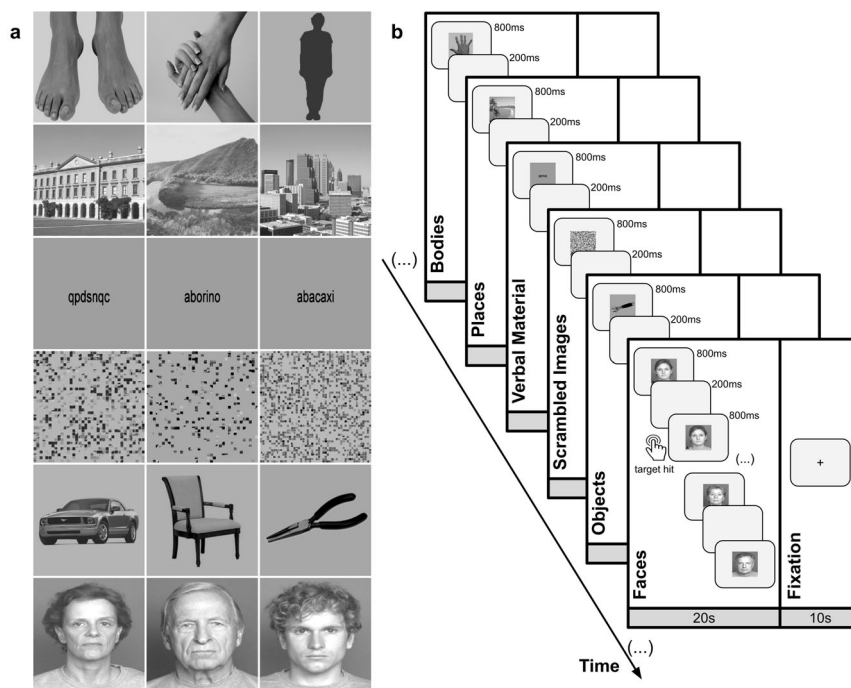 a
qpdsnqc
aborino
abacaxi
b
800ms
200ms
Bodies
800ms
200ms
Places
800ms
200ms
Verbal Material
800ms
200ms
Scrambled Images
800ms
200ms
Objects
800ms
200ms
800ms
target hit
(...)
+
Faces
Fixation
20s
10s
(...)
(...)
Time